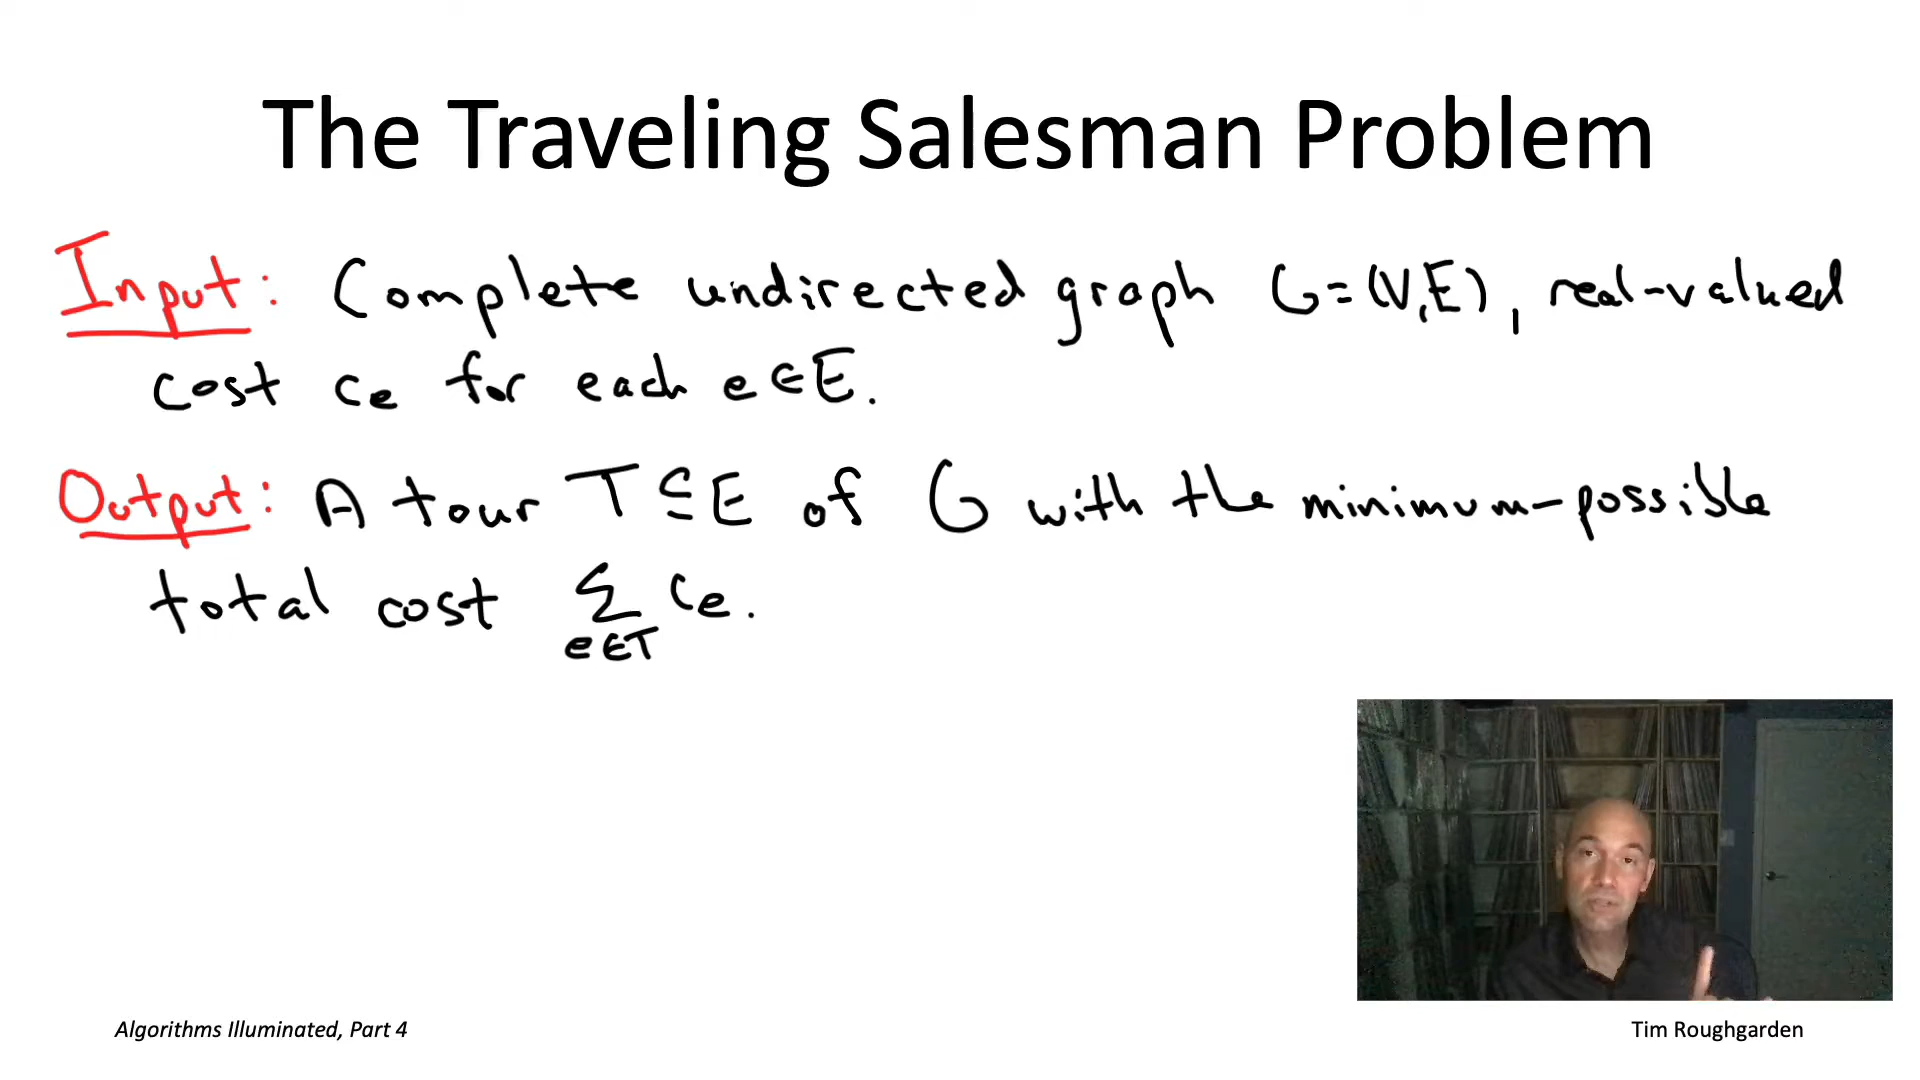 The Traveling Salesman Problem
Input: Complete undirected graph G=(V,E), real-valued
cost ce for each e∈E.
Output: A tour T⊆E of G with the minimum-possible
total cost ∑ ce.
e∈T
Algorithms Illuminated, Part 4
Tim Roughgarden